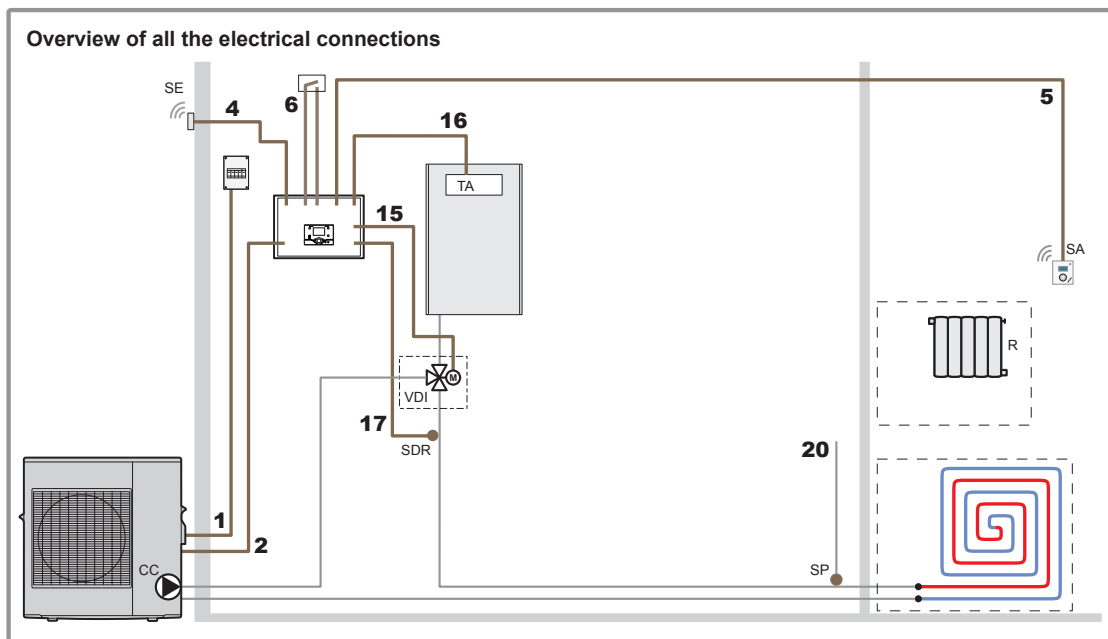 Overview of all the electrical connections
SE
4
6
5
16
TA
15
SA
R
M
VDI
17
SDR
20
1
2
CC
SP